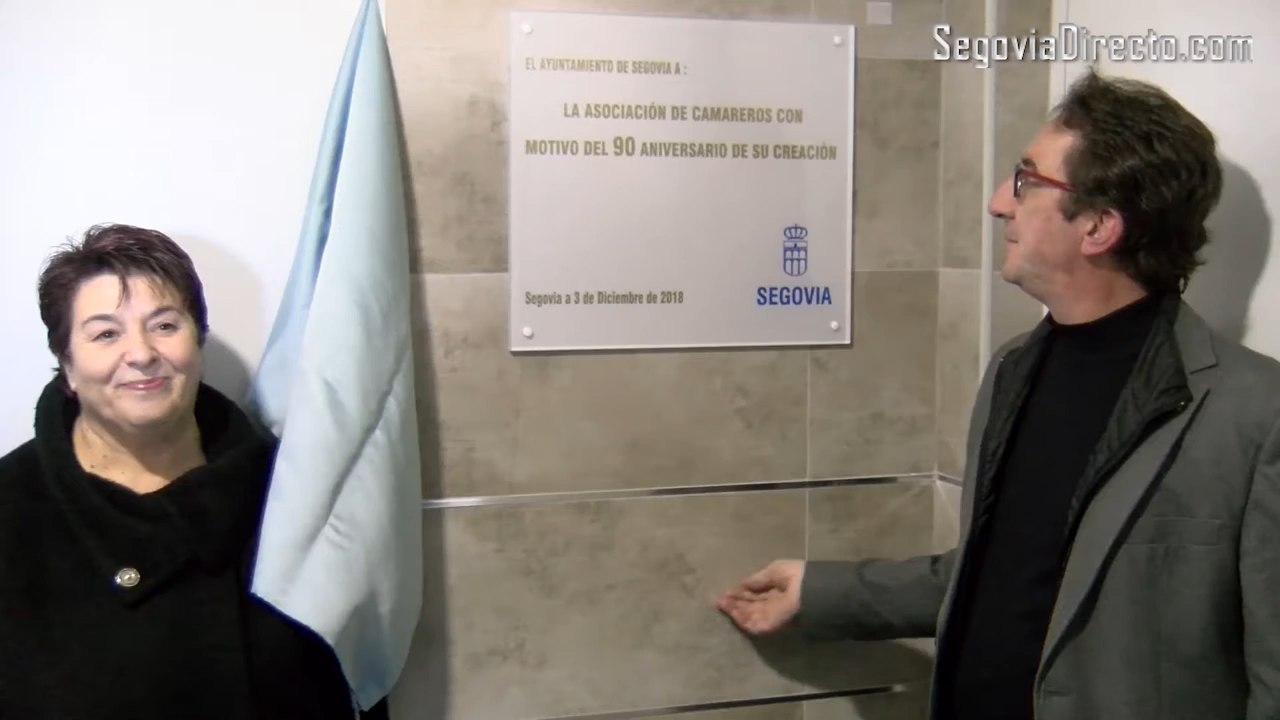 SegoviaDirecto.com
EL AYUNTAMIENTO DE SEGOVIA A :
LA ASOCIACIÓN DE CAMAREROS CON
MOTIVO DEL 90 ANIVERSARIO DE SU CREACIÓN
Segovia a 3 de Diciembre de 2018
SEGOVIA